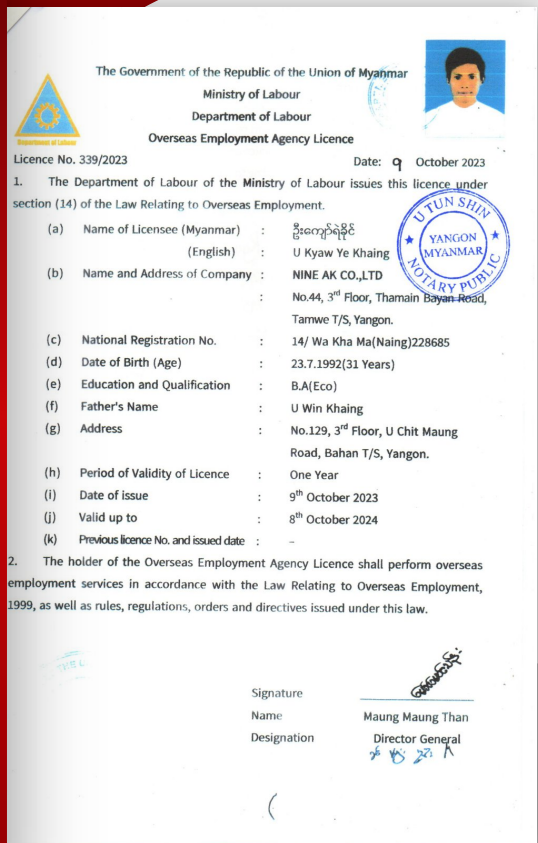 The Government of the Republic of the Union of Myanmar
Ministry of Labour
Department of Labour
Overseas Employment Agency Licence
Department of Labour
Licence No. 339/2023 Date: 9 October 2023
1. The Department of Labour of the Ministry of Labour issues this licence under
section (14) of the Law Relating to Overseas Employment.
(a) Name of Licensee (Myanmar) : ဦးကျော်ရဲခိုင်
(English) : U Kyaw Ye Khaing
(b) Name and Address of Company : NINE AK CO.,LTD
: No.44, 3rd Floor, Thamain Bayan Road,
Tamwe T/S, Yangon.
U TUN SHIN
YANGON
MYANMAR
NOTARY PUBLIC
(c) National Registration No. : 14/ Wa Kha Ma(Naing)228685
(d) Date of Birth (Age) : 23.7.1992(31 Years)
(e) Education and Qualification : B.A(Eco)
(f) Father's Name : U Win Khaing
(g) Address : No.129, 3rd Floor, U Chit Maung
Road, Bahan T/S, Yangon.
(h) Period of Validity of Licence : One Year
(i) Date of issue : 9th October 2023
(j) Valid up to : 8th October 2024
(k) Previous licence No. and issued date : –
2. The holder of the Overseas Employment Agency Licence shall perform overseas
employment services in accordance with the Law Relating to Overseas Employment,
1999, as well as rules, regulations, orders and directives issued under this law.
Signature
Name Maung Maung Than
Designation Director General